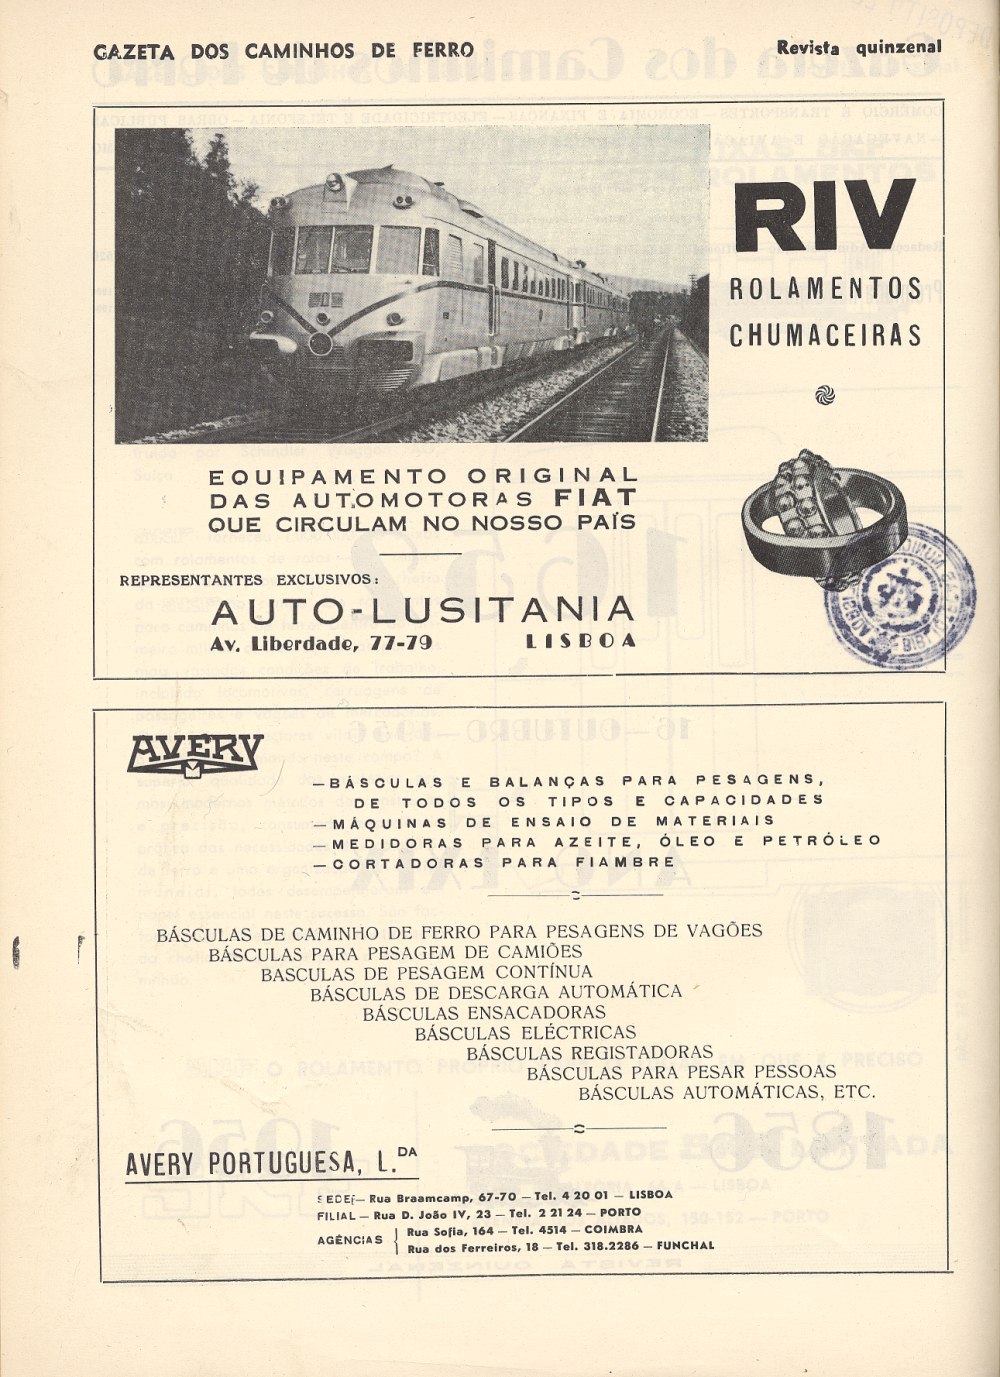 GAZETA DOS CAMINHOS DE FERRO
Revista quinzenal
RIV
ROLAMENTOS
CHUMACEIRAS
EQUIPAMENTO ORIGINAL
DAS AUTOMOTORAS FIAT
QUE CIRCULAM NO NOSSO PAÍS
REPRESENTANTES EXCLUSIVOS:
AUTO-LUSITANIA
Av. Liberdade, 77-79 LISBOA
AVERY
—BÁSCULAS E BALANÇAS PARA PESAGENS,
DE TODOS OS TIPOS E CAPACIDADES
—MÁQUINAS DE ENSAIO DE MATERIAIS
—MEDIDORAS PARA AZEITE, ÓLEO E PETRÓLEO
—CORTADORAS PARA FIAMBRE
BÁSCULAS DE CAMINHO DE FERRO PARA PESAGENS DE VAGÕES
BÁSCULAS PARA PESAGEM DE CAMIÕES
BASCULAS DE PESAGEM CONTÍNUA
BÁSCULAS DE DESCARGA AUTOMÁTICA
BÁSCULAS ENSACADORAS
BÁSCULAS ELÉCTRICAS
BÁSCULAS REGISTADORAS
BÁSCULAS PARA PESAR PESSOAS
BÁSCULAS AUTOMÁTICAS, ETC.
AVERY PORTUGUESA, L.DA
SEDE: — Rua Braamcamp, 67-70 — Tel. 4 20 01 — LISBOA
FILIAL — Rua D. João IV, 23 — Tel. 2 21 24 — PORTO
AGÊNCIAS { Rua Sofia, 164 — Tel. 4514 — COIMBRA
Rua dos Ferreiros, 18 — Tel. 318.2286 — FUNCHAL